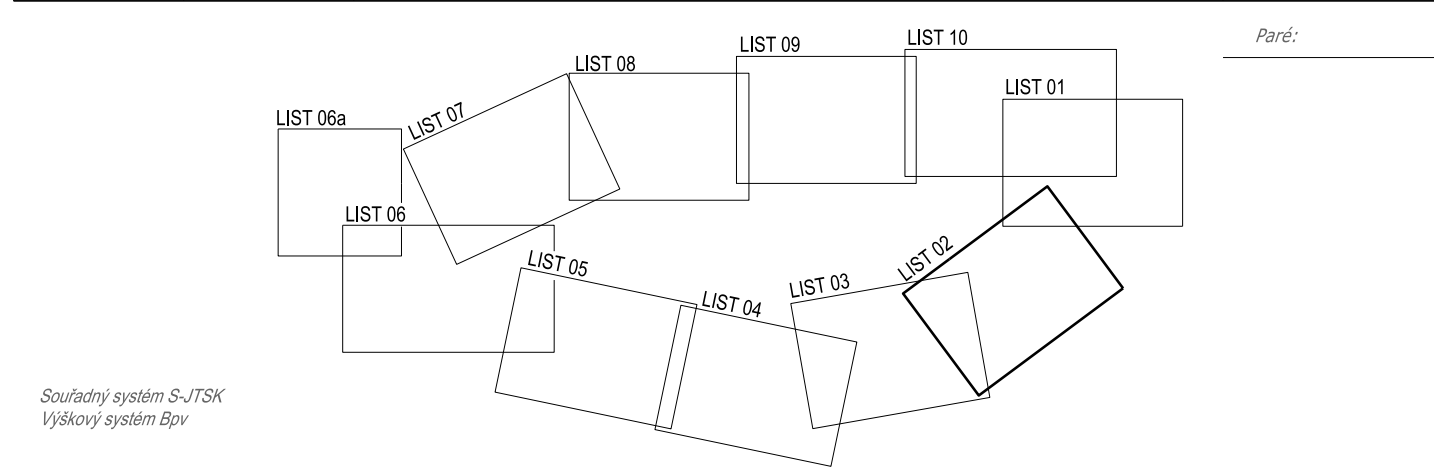 Paré:
LIST 10
LIST 09
LIST 08
LIST 01
LIST 07
LIST 06a
LIST 06
LIST 02
LIST 05
LIST 03
LIST 04
Souřadný systém S-JTSK
Výškový systém Bpv